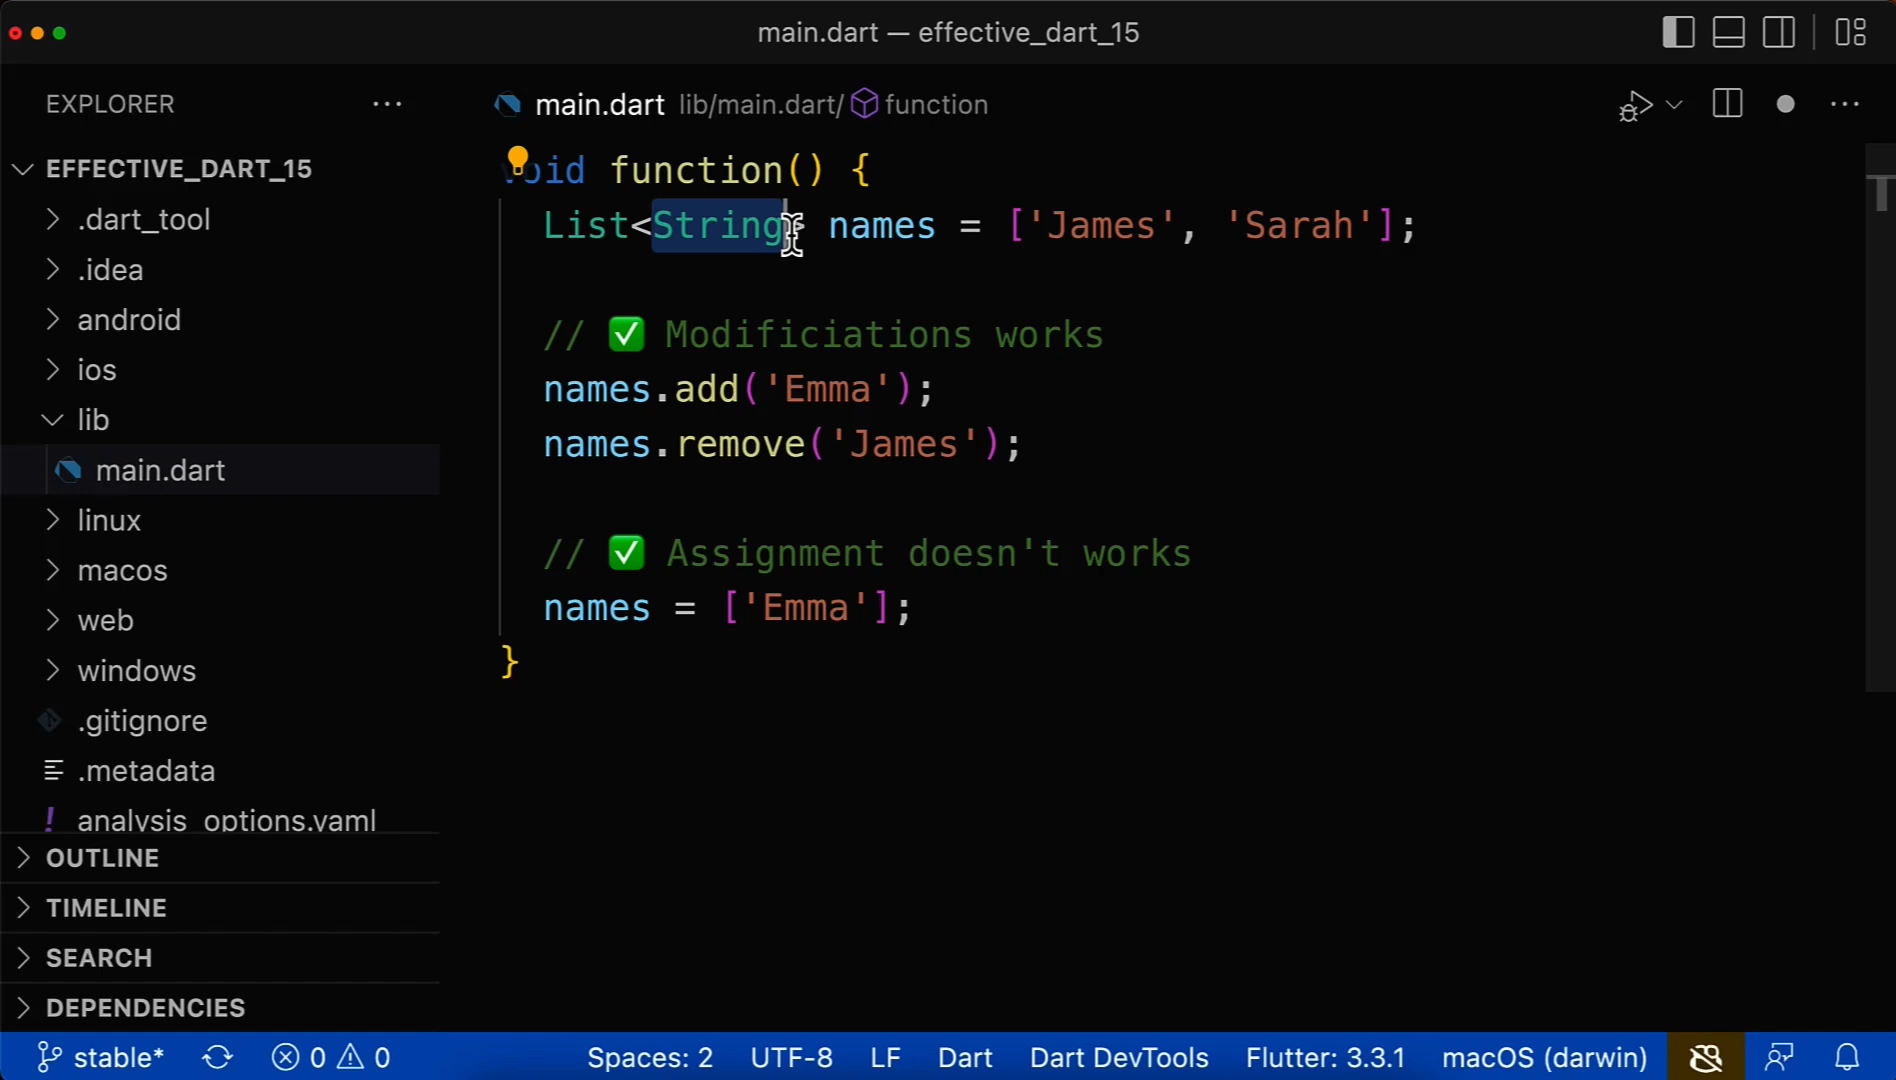 main.dart — effective_dart_15
EXPLORER
main.dart lib/main.dart/ function
EFFECTIVE_DART_15
.dart_tool
.idea
android
ios
lib
main.dart
linux
macos
web
windows
.gitignore
.metadata
analysis_options.yaml
OUTLINE
TIMELINE
SEARCH
DEPENDENCIES
void function() {
List<String> names = ['James', 'Sarah'];
// ✅ Modificiations works
names.add('Emma');
names.remove('James');
// ✅ Assignment doesn't works
names = ['Emma'];
}
stable* 0 0 Spaces: 2 UTF-8 LF Dart Dart DevTools Flutter: 3.3.1 macOS (darwin)